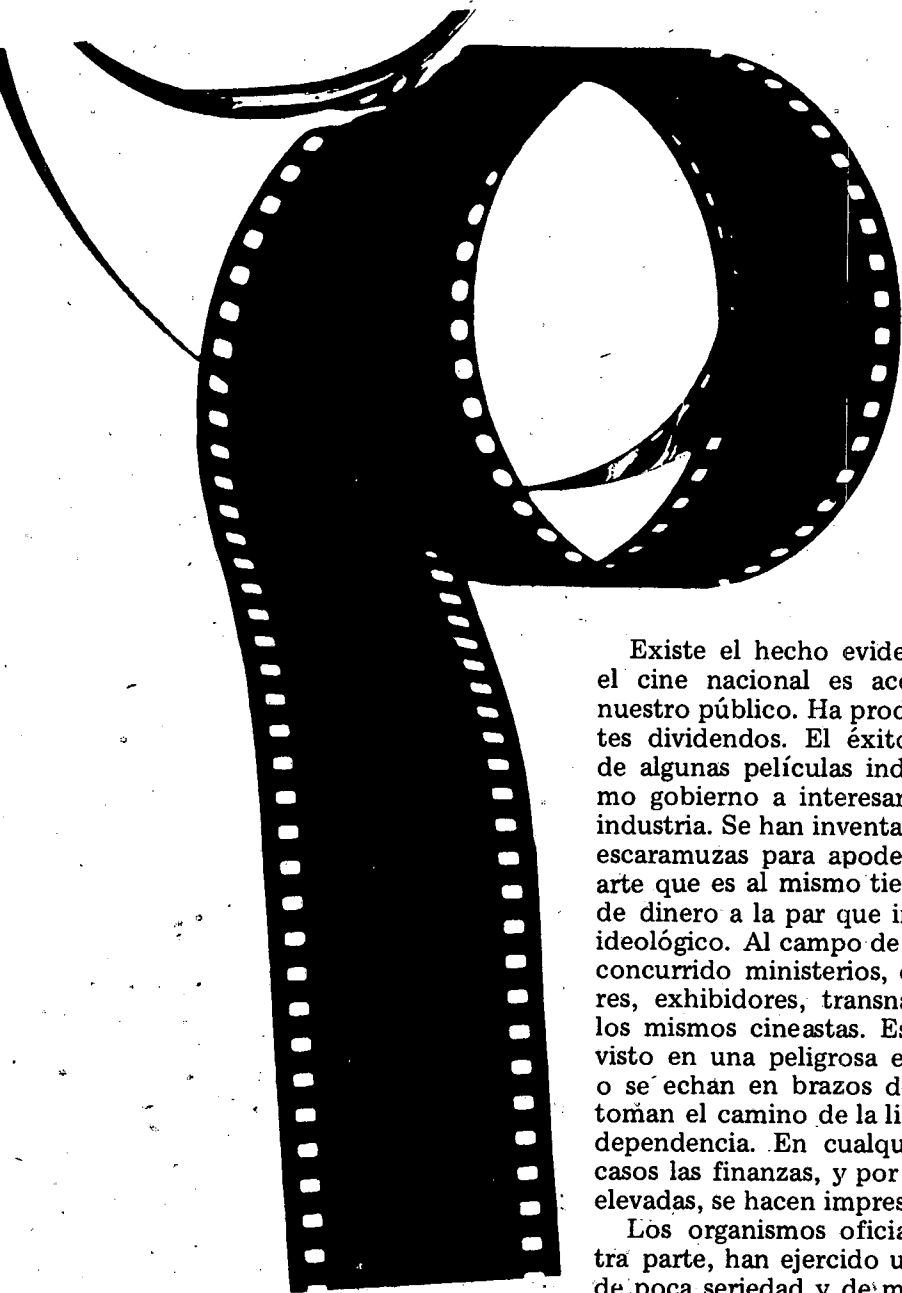 Existe el hecho evide
el cine nacional es ac
nuestro público. Ha prod
tes dividendos. El éxito
de algunas películas ind
mo gobierno a interesar
industria. Se han inventa
escaramuzas para apode
arte que es al mismo tie
de dinero a la par que i
ideológico. Al campo de
concurrido ministerios,
res, exhibidores, transna
los mismos cineastas. Es
visto en una peligrosa e
o se echan en brazos d
toman el camino de la li
dependencia. En cualqu
casos las finanzas, y por
elevadas, se hacen impres
Los organismos oficia
tra parte, han ejercido u
de poca seriedad y de m